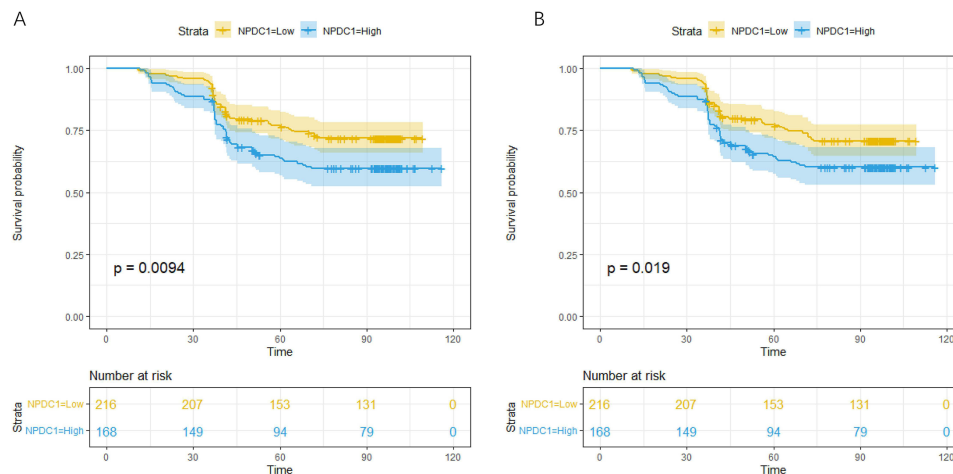 A
Strata NPDC1=Low NPDC1=High
1.00
0.75
0.50
0.25
0.00
Survival probability
p = 0.0094
0 30 60 90 120
Time
Number at risk
Strata
NPDC1=Low 216 207 153 131 0
NPDC1=High 168 149 94 79 0
0 30 60 90 120
Time
B
Strata NPDC1=Low NPDC1=High
1.00
0.75
0.50
0.25
0.00
Survival probability
p = 0.019
0 30 60 90 120
Time
Number at risk
Strata
NPDC1=Low 216 207 153 131 0
NPDC1=High 168 149 94 79 0
0 30 60 90 120
Time